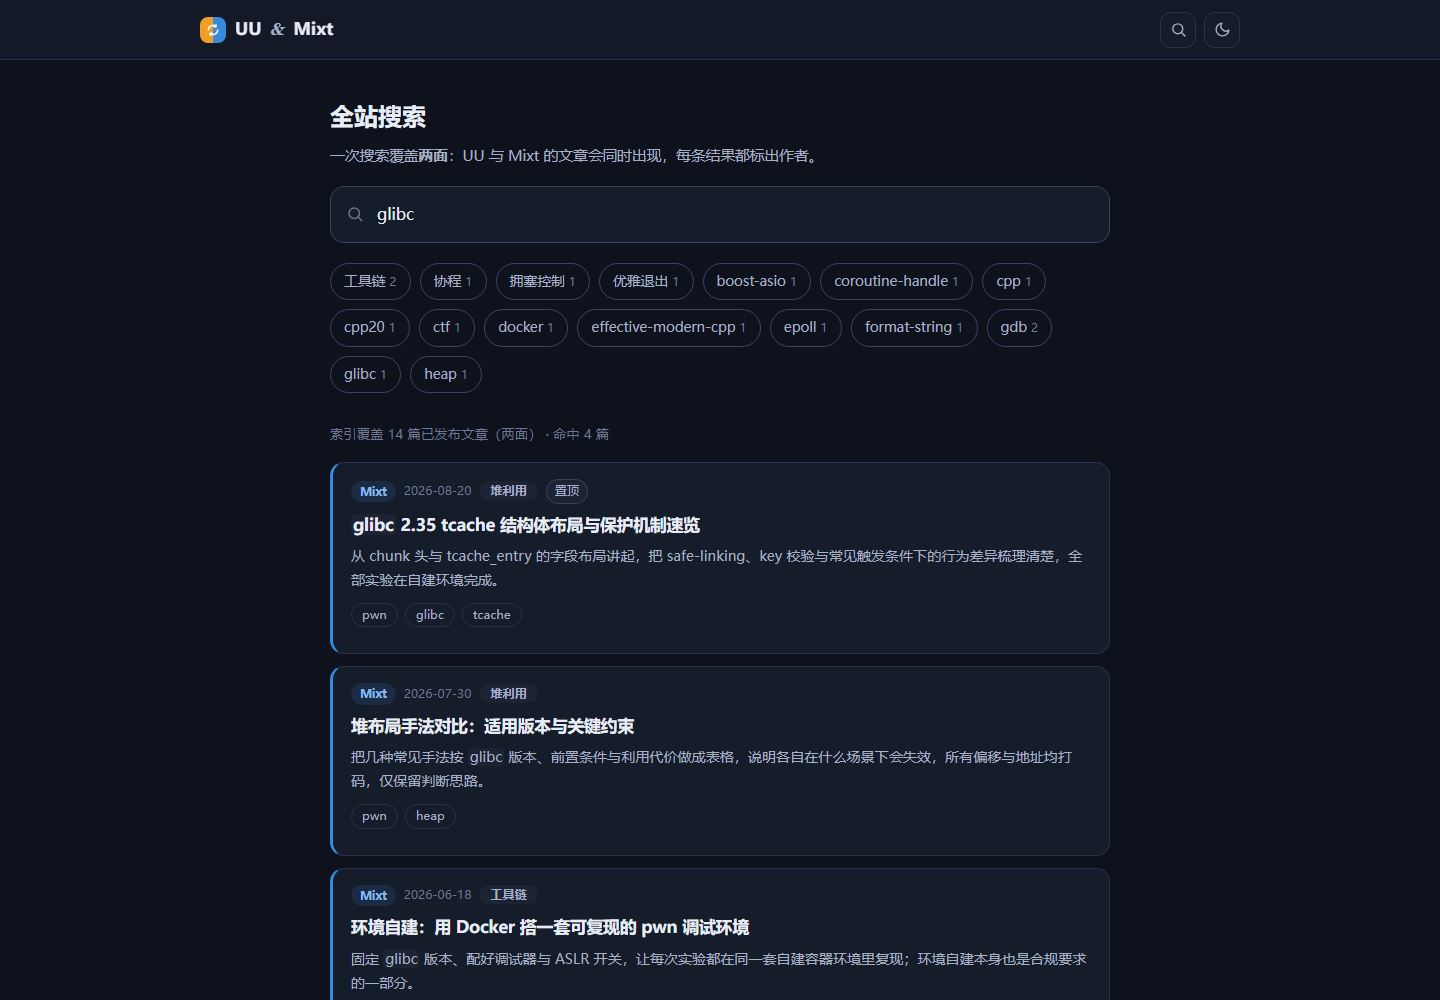 UU & Mixt
全站搜索
一次搜索覆盖两面：UU 与 Mixt 的文章会同时出现，每条结果都标出作者。
glibc
工具链 2 协程 1 拥塞控制 1 优雅退出 1 boost-asio 1 coroutine-handle 1 cpp 1
cpp20 1 ctf 1 docker 1 effective-modern-cpp 1 epoll 1 format-string 1 gdb 2
glibc 1 heap 1
索引覆盖 14 篇已发布文章（两面） · 命中 4 篇
Mixt 2026-08-20 堆利用 置顶
glibc 2.35 tcache 结构体布局与保护机制速览
从 chunk 头与 tcache_entry 的字段布局讲起，把 safe-linking、key 校验与常见触发条件下的行为差异梳理清楚，全
部实验在自建环境完成。
pwn glibc tcache
Mixt 2026-07-30 堆利用
堆布局手法对比：适用版本与关键约束
把几种常见手法按 glibc 版本、前置条件与利用代价做成表格，说明各自在什么场景下会失效，所有偏移与地址均打
码，仅保留判断思路。
pwn heap
Mixt 2026-06-18 工具链
环境自建：用 Docker 搭一套可复现的 pwn 调试环境
固定 glibc 版本、配好调试器与 ASLR 开关，让每次实验都在同一套自建容器环境里复现；环境自建本身也是合规要求
的一部分。